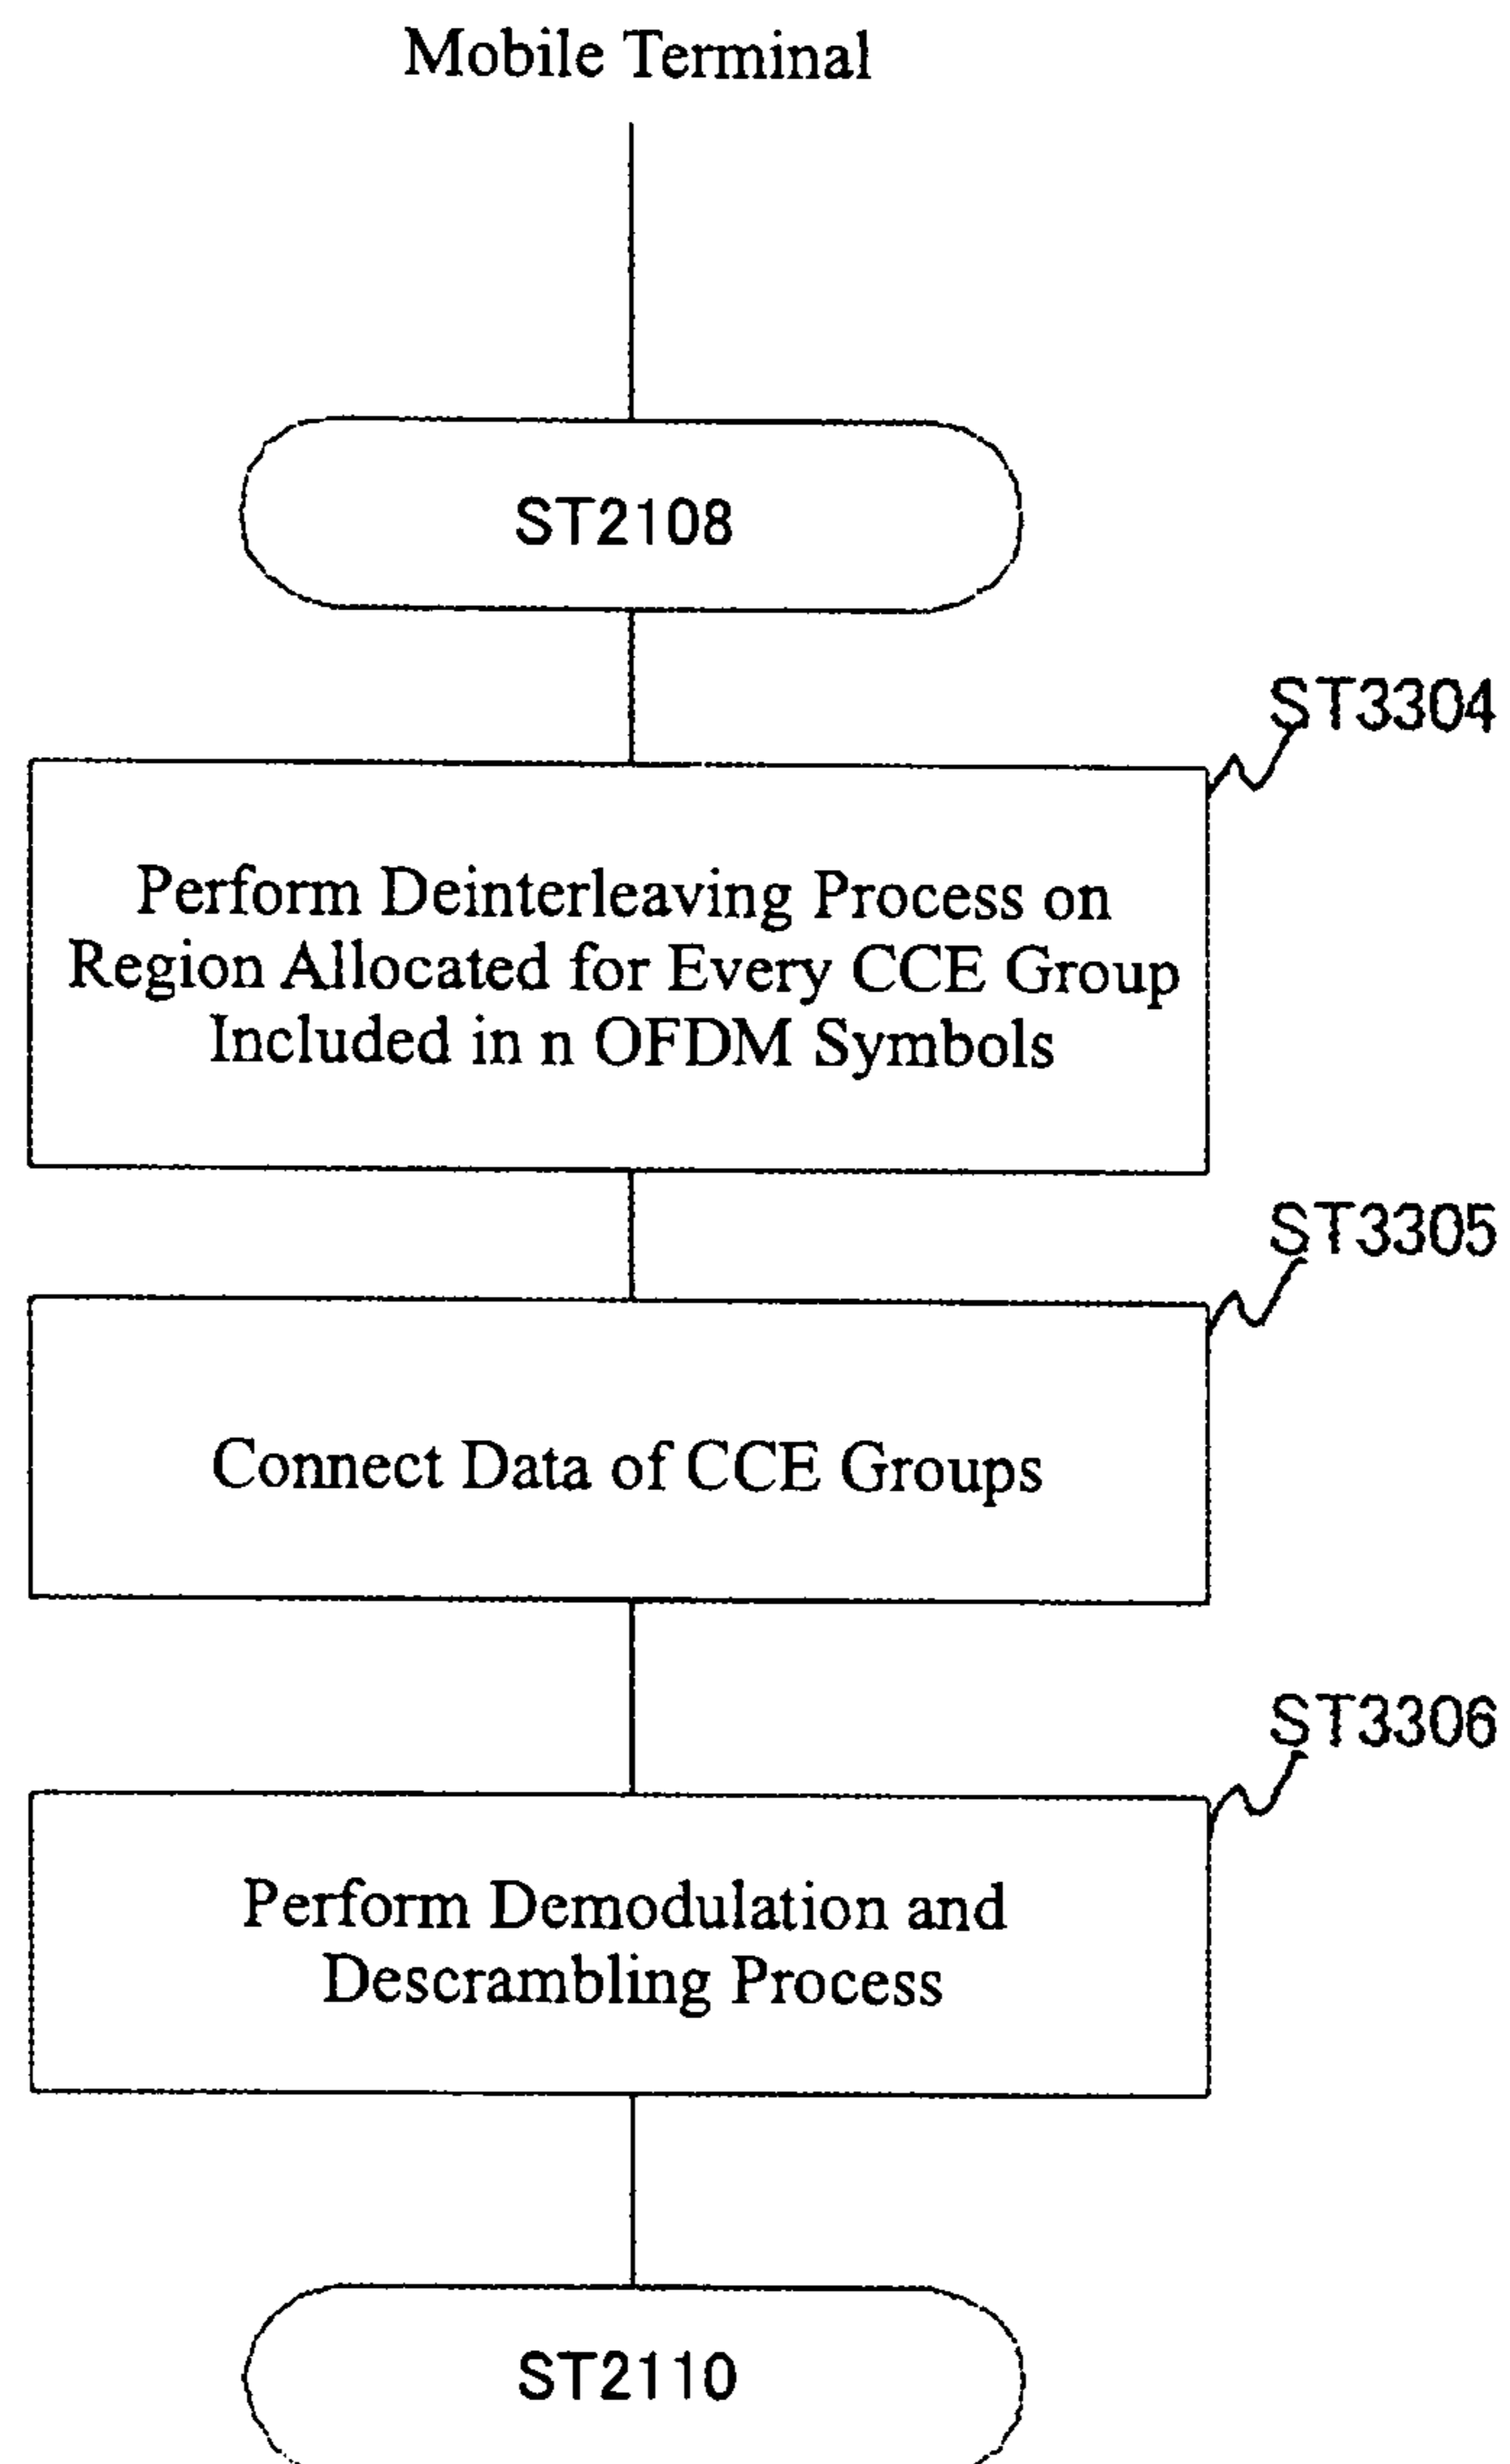 Mobile Terminal
ST2108
ST3304
Perform Deinterleaving Process on
Region Allocated for Every CCE Group
Included in n OFDM Symbols
ST3305
Connect Data of CCE Groups
ST3306
Perform Demodulation and
Descrambling Process
ST2110